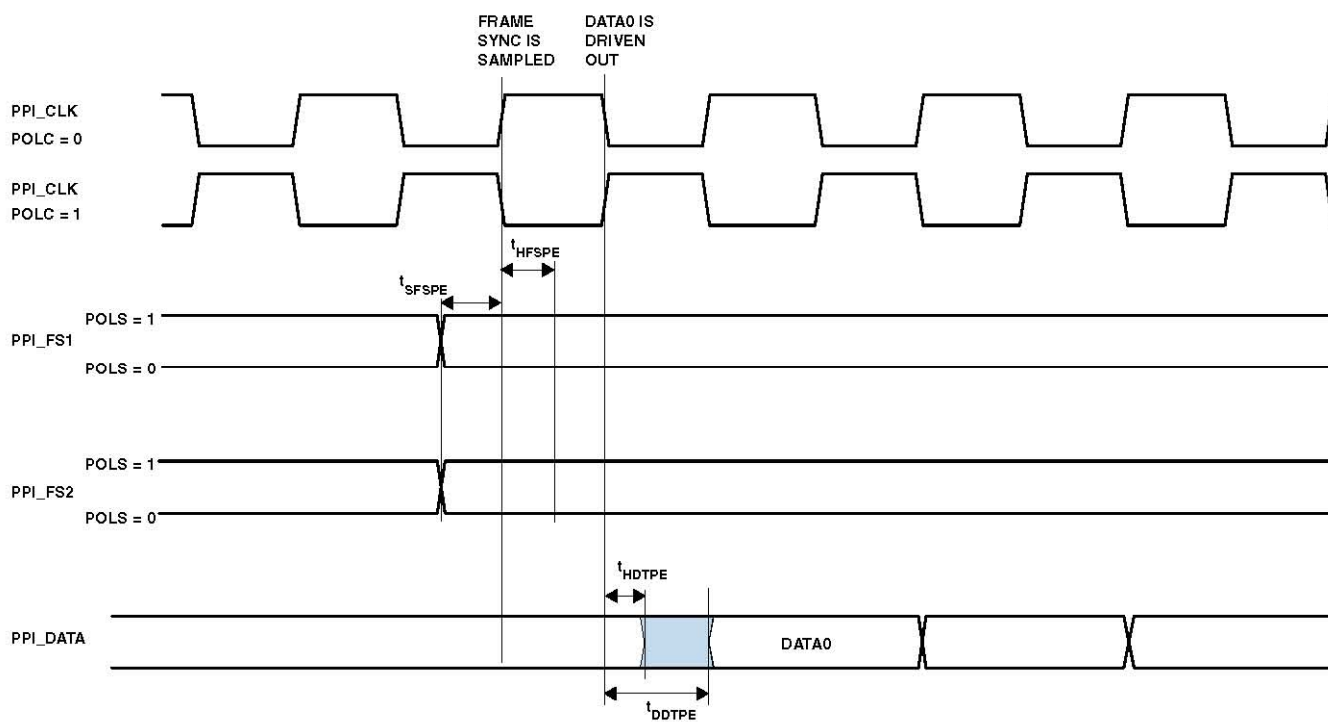 FRAME
SYNC IS
SAMPLED
DATA0 IS
DRIVEN
OUT
PPI_CLK
POLC = 0
PPI_CLK
POLC = 1
tHFSPE
tSFSPE
POLS = 1
PPI_FS1
POLS = 0
POLS = 1
PPI_FS2
POLS = 0
tHDTPE
PPI_DATA
DATA0
tDDTPE